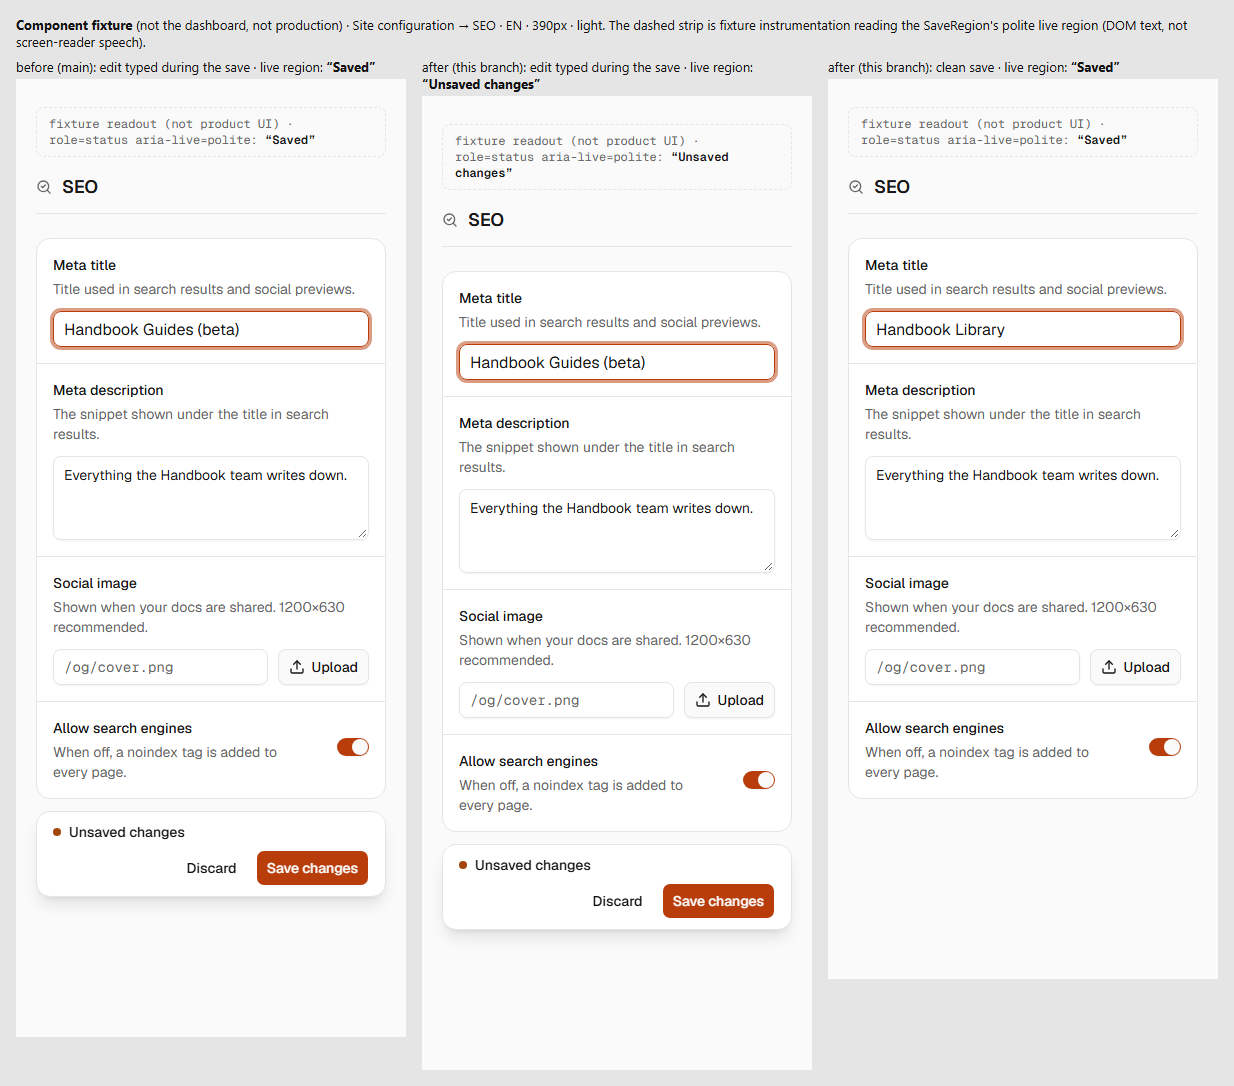 Component fixture (not the dashboard, not production) · Site configuration → SEO · EN · 390px · light. The dashed strip is fixture instrumentation reading the SaveRegion's polite live region (DOM text, not
screen-reader speech).
before (main): edit typed during the save · live region: “Saved”
fixture readout (not product UI) ·
role=status aria-live=polite: “Saved”
SEO
Meta title
Title used in search results and social previews.
Handbook Guides (beta)
Meta description
The snippet shown under the title in search
results.
Everything the Handbook team writes down.
Social image
Shown when your docs are shared. 1200×630
recommended.
/og/cover.png
Upload
Allow search engines
When off, a noindex tag is added to
every page.
Unsaved changes
Discard
Save changes
after (this branch): edit typed during the save · live region:
“Unsaved changes”
fixture readout (not product UI) ·
role=status aria-live=polite: “Unsaved
changes”
SEO
Meta title
Title used in search results and social previews.
Handbook Guides (beta)
Meta description
The snippet shown under the title in search
results.
Everything the Handbook team writes down.
Social image
Shown when your docs are shared. 1200×630
recommended.
/og/cover.png
Upload
Allow search engines
When off, a noindex tag is added to
every page.
Unsaved changes
Discard
Save changes
after (this branch): clean save · live region: “Saved”
fixture readout (not product UI) ·
role=status aria-live=polite: “Saved”
SEO
Meta title
Title used in search results and social previews.
Handbook Library
Meta description
The snippet shown under the title in search
results.
Everything the Handbook team writes down.
Social image
Shown when your docs are shared. 1200×630
recommended.
/og/cover.png
Upload
Allow search engines
When off, a noindex tag is added to
every page.